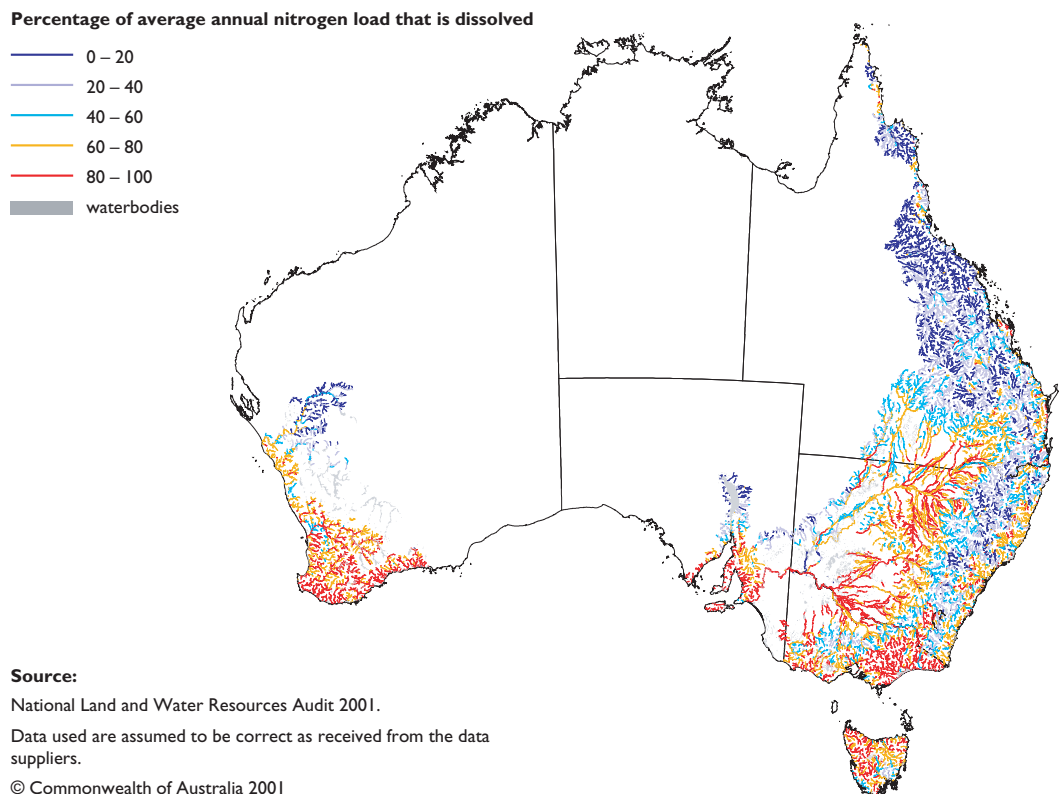 Percentage of average annual nitrogen load that is dissolved
0 – 20
20 – 40
40 – 60
60 – 80
80 – 100
waterbodies
Source:
National Land and Water Resources Audit 2001.
Data used are assumed to be correct as received from the data
suppliers.
© Commonwealth of Australia 2001